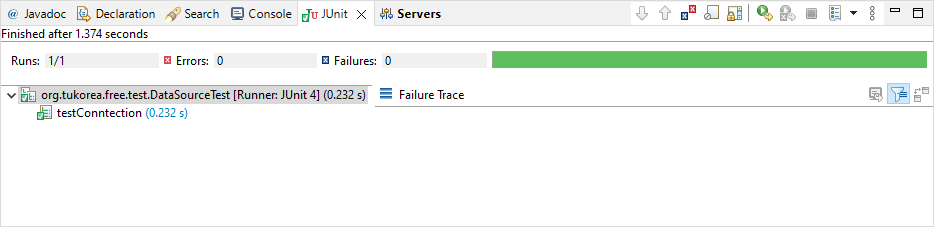 @ Javadoc Declaration Search Console JU JUnit Servers
Finished after 1.374 seconds
Runs: 1/1 Errors: 0 Failures: 0
org.tukorea.free.test.DataSourceTest [Runner: JUnit 4] (0.232 s) Failure Trace
testConntection (0.232 s)